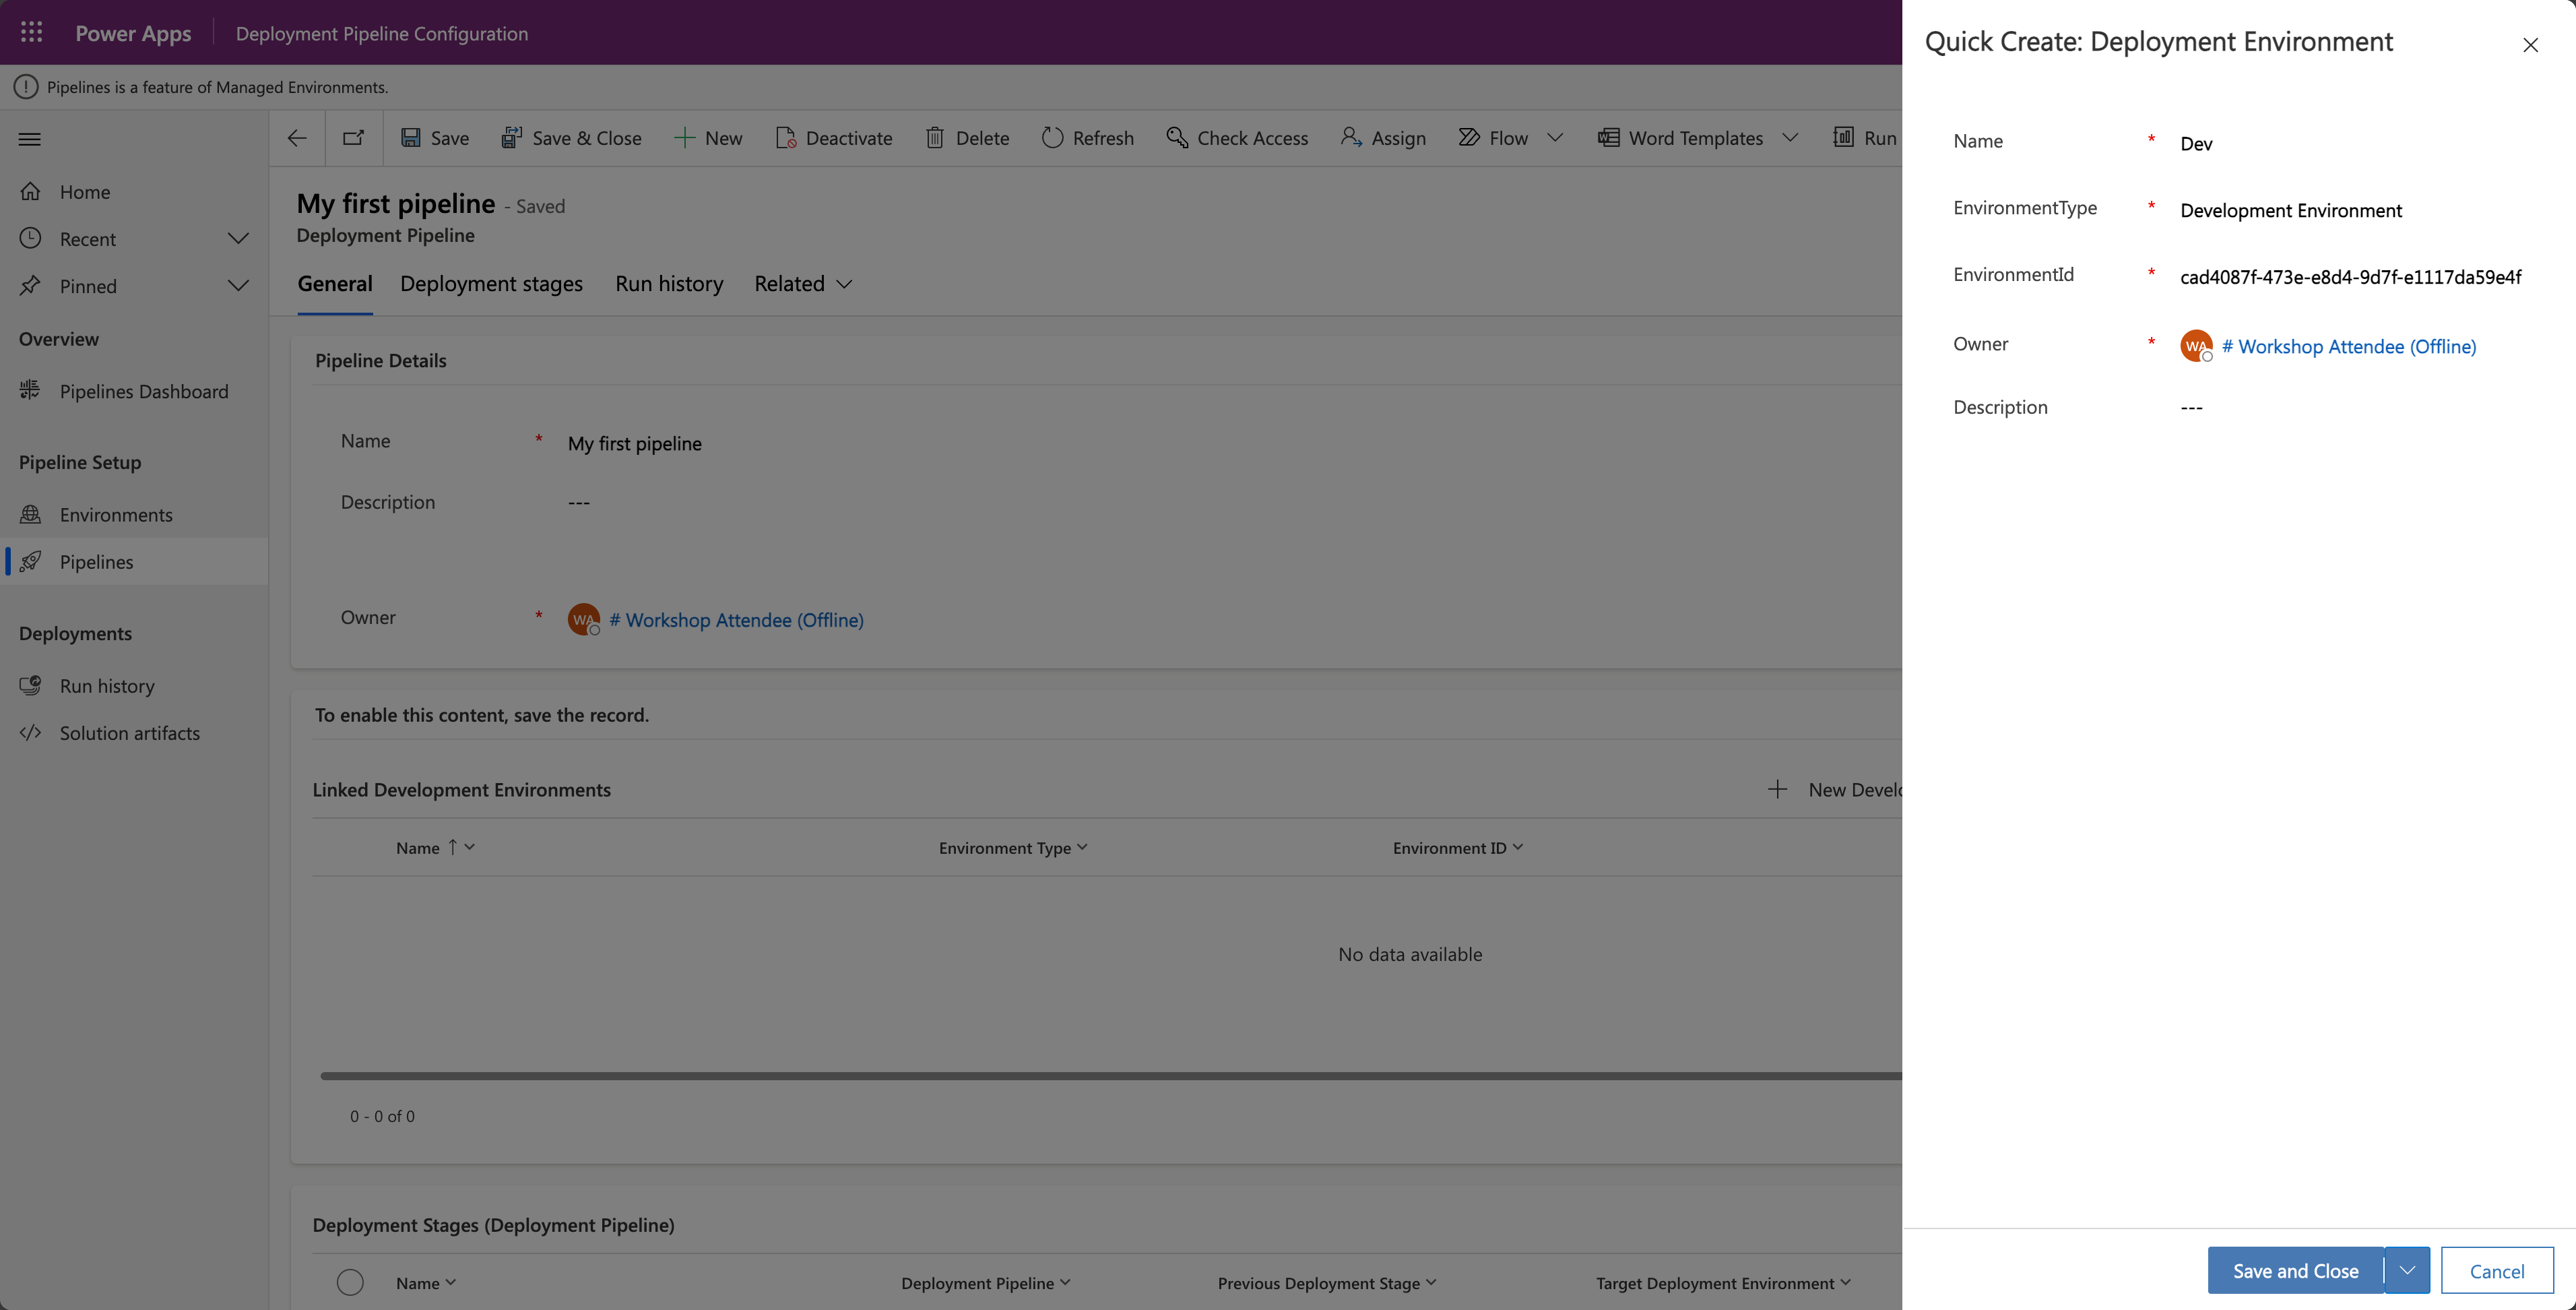 Power Apps
Deployment Pipeline Configuration
Pipelines is a feature of Managed Environments.
Home
Recent
Pinned
Overview
Pipelines Dashboard
Pipeline Setup
Environments
Pipelines
Deployments
Run history
Solution artifacts
Save
Save & Close
New
Deactivate
Delete
Refresh
Check Access
Assign
Flow
Word Templates
Run
My first pipeline - Saved
Deployment Pipeline
General
Deployment stages
Run history
Related
Pipeline Details
Name * My first pipeline
Description ---
Owner * WA # Workshop Attendee (Offline)
To enable this content, save the record.
Linked Development Environments
New Develo
Name ↑
Environment Type
Environment ID
No data available
0 - 0 of 0
Deployment Stages (Deployment Pipeline)
Name
Deployment Pipeline
Previous Deployment Stage
Target Deployment Environment
Quick Create: Deployment Environment
Name * Dev
EnvironmentType * Development Environment
EnvironmentId * cad4087f-473e-e8d4-9d7f-e1117da59e4f
Owner * WA # Workshop Attendee (Offline)
Description ---
Save and Close
Cancel